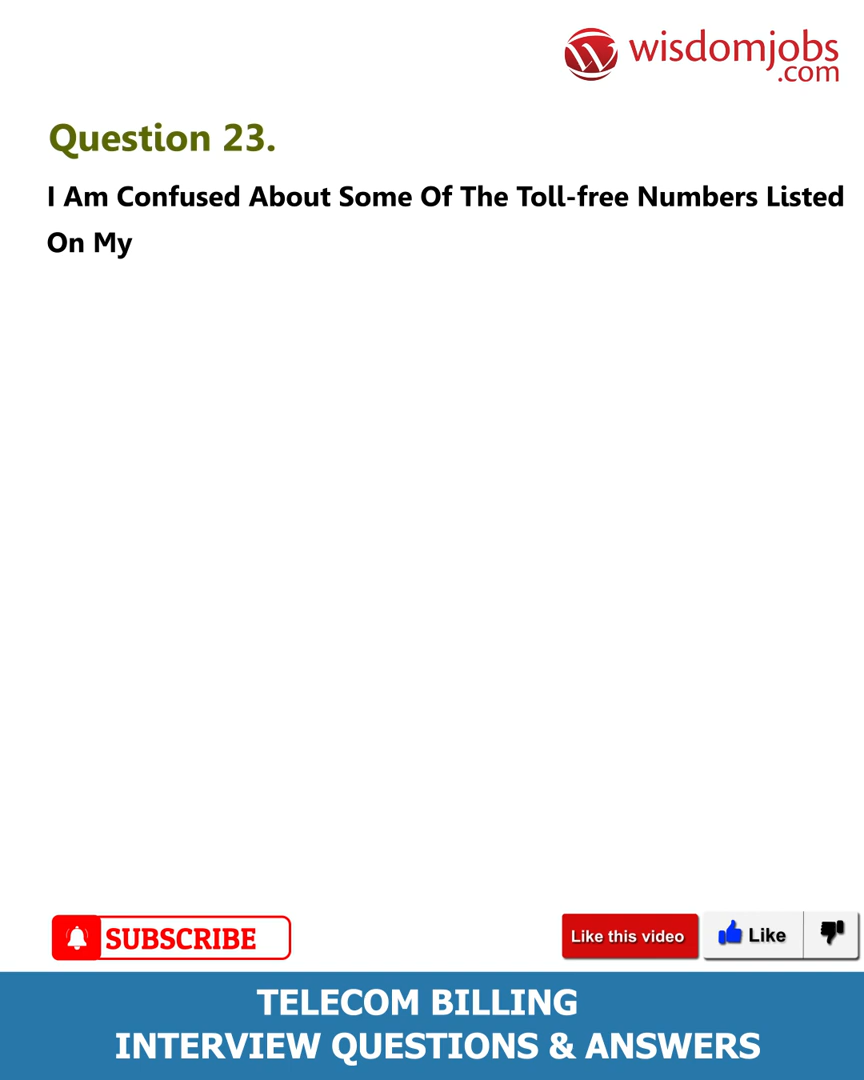 wisdomjobs
.com
Question 23.
I Am Confused About Some Of The Toll-free Numbers Listed
On My
SUBSCRIBE
Like this video
Like
TELECOM BILLING
INTERVIEW QUESTIONS & ANSWERS